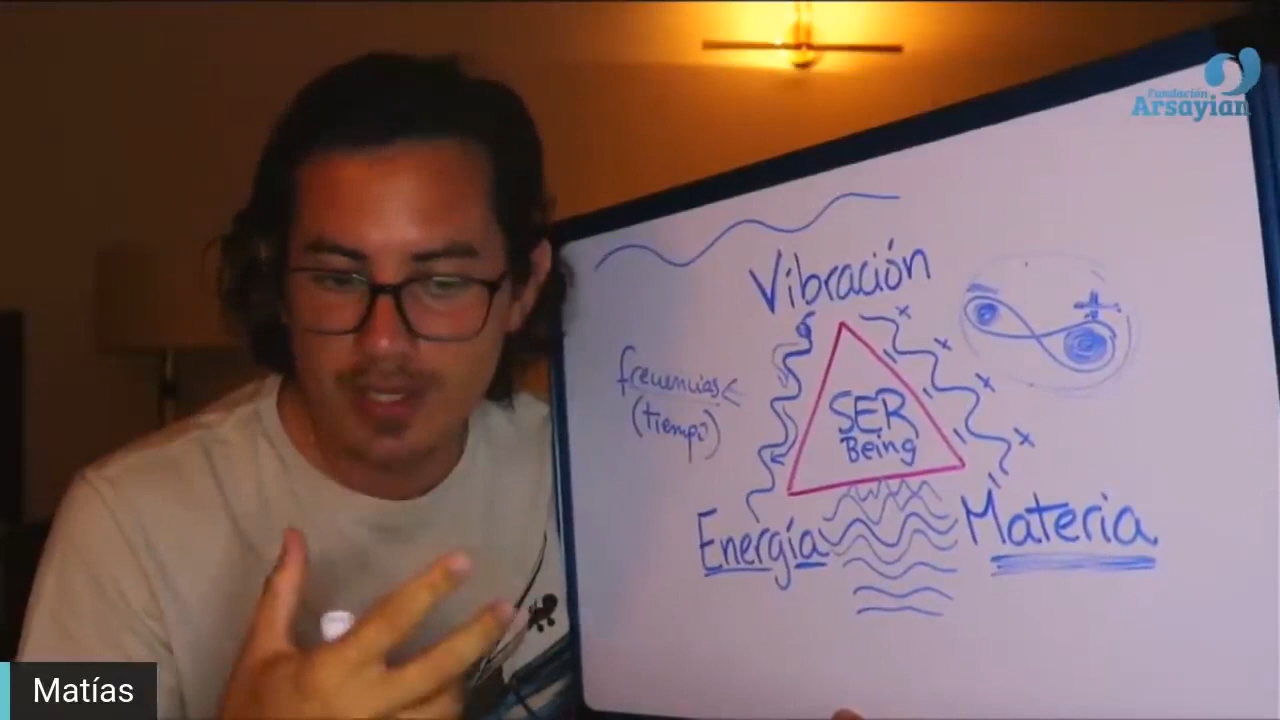 Fundación
Arsayian
Vibración
frecuencias
(tiempo)
SER
Being
Energía
Materia
Matías